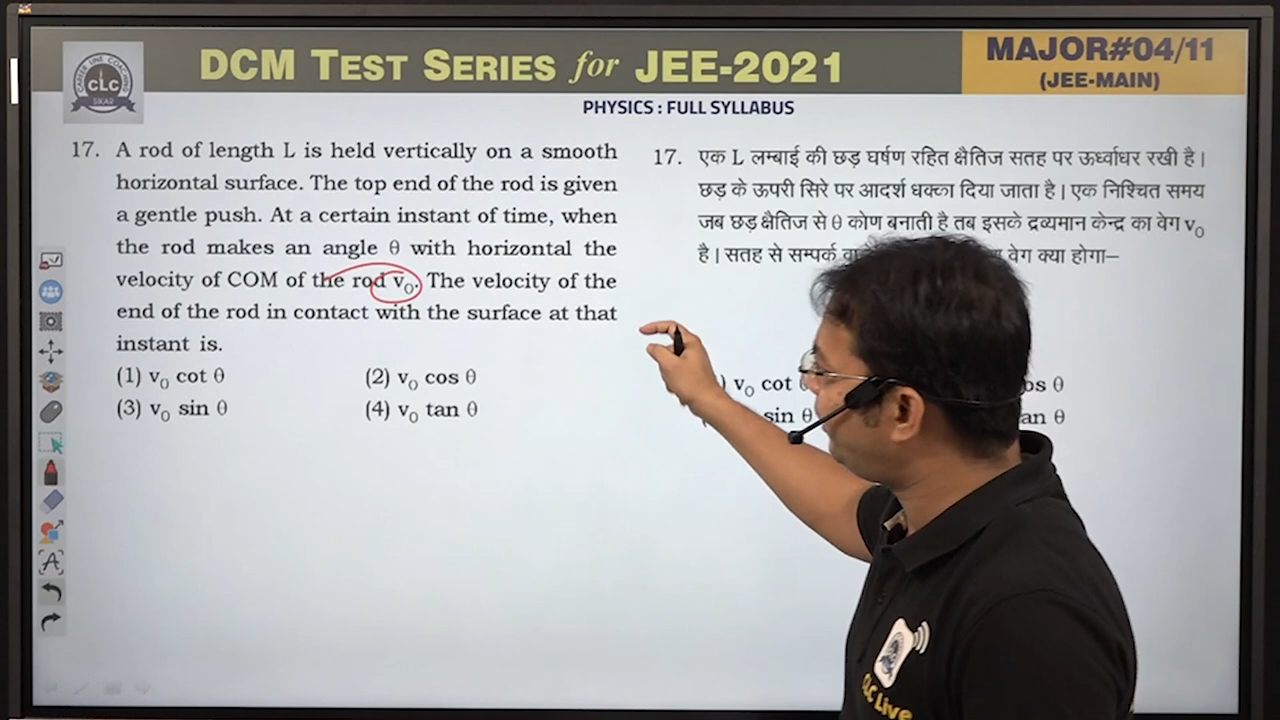 DCM TEST SERIES for JEE-2021
MAJOR#04/11
(JEE-MAIN)
CLC
SIKAR
PHYSICS : FULL SYLLABUS
17. A rod of length L is held vertically on a smooth
horizontal surface. The top end of the rod is given
a gentle push. At a certain instant of time, when
the rod makes an angle θ with horizontal the
velocity of COM of the rod v₀. The velocity of the
end of the rod in contact with the surface at that
instant is.
(1) v₀ cot θ (2) v₀ cos θ
(3) v₀ sin θ (4) v₀ tan θ
17. एक L लम्बाई की छड़ घर्षण रहित क्षैतिज सतह पर ऊर्ध्वाधर रखी है।
छड़ के ऊपरी सिरे पर आदर्श धक्का दिया जाता है। एक निश्चित समय
जब छड़ क्षैतिज से θ कोण बनाती है तब इसके द्रव्यमान केन्द्र का वेग v₀
है। सतह से सम्पर्क वेग क्या होगा–
v₀ cot
sin θ
A
CLC Live